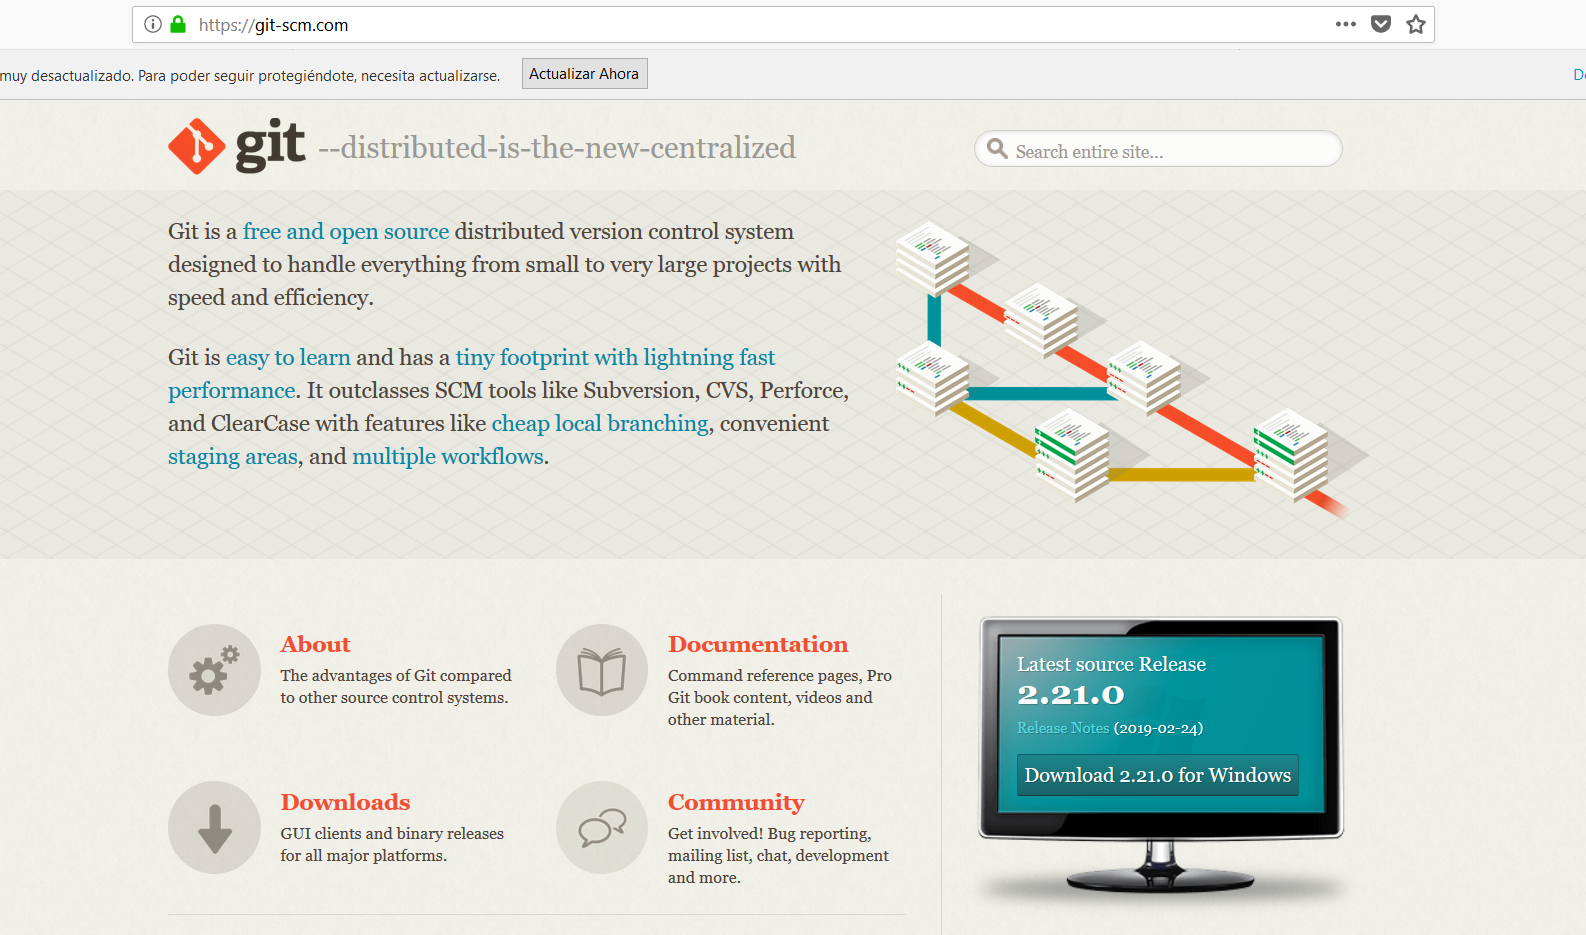 https://git-scm.com
muy desactualizado. Para poder seguir protegiéndote, necesita actualizarse.
Actualizar Ahora
git --distributed-is-the-new-centralized
Search entire site...
Git is a free and open source distributed version control system
designed to handle everything from small to very large projects with
speed and efficiency.
Git is easy to learn and has a tiny footprint with lightning fast
performance. It outclasses SCM tools like Subversion, CVS, Perforce,
and ClearCase with features like cheap local branching, convenient
staging areas, and multiple workflows.
About
The advantages of Git compared
to other source control systems.
Documentation
Command reference pages, Pro
Git book content, videos and
other material.
Downloads
GUI clients and binary releases
for all major platforms.
Community
Get involved! Bug reporting,
mailing list, chat, development
and more.
Latest source Release
2.21.0
Release Notes (2019-02-24)
Download 2.21.0 for Windows